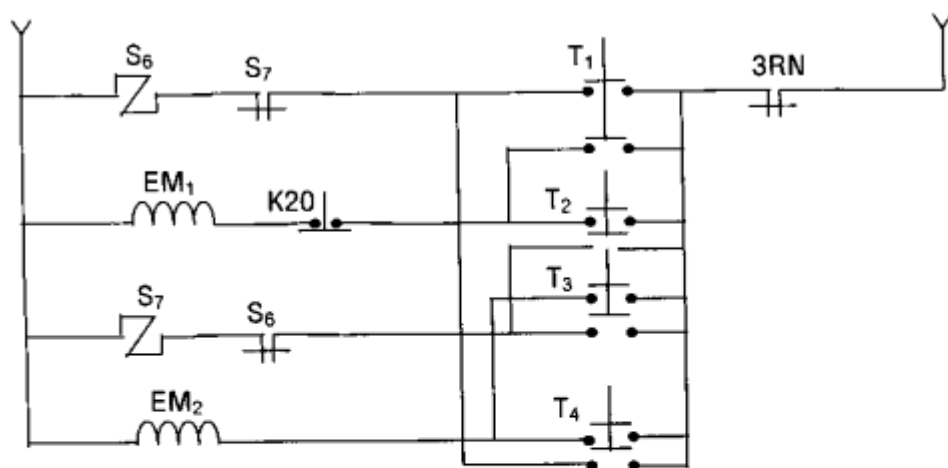 S₆ S₇ T₁ 3RN
EM₁ K20 T₂
S₇ S₆ T₃
EM₂ T₄